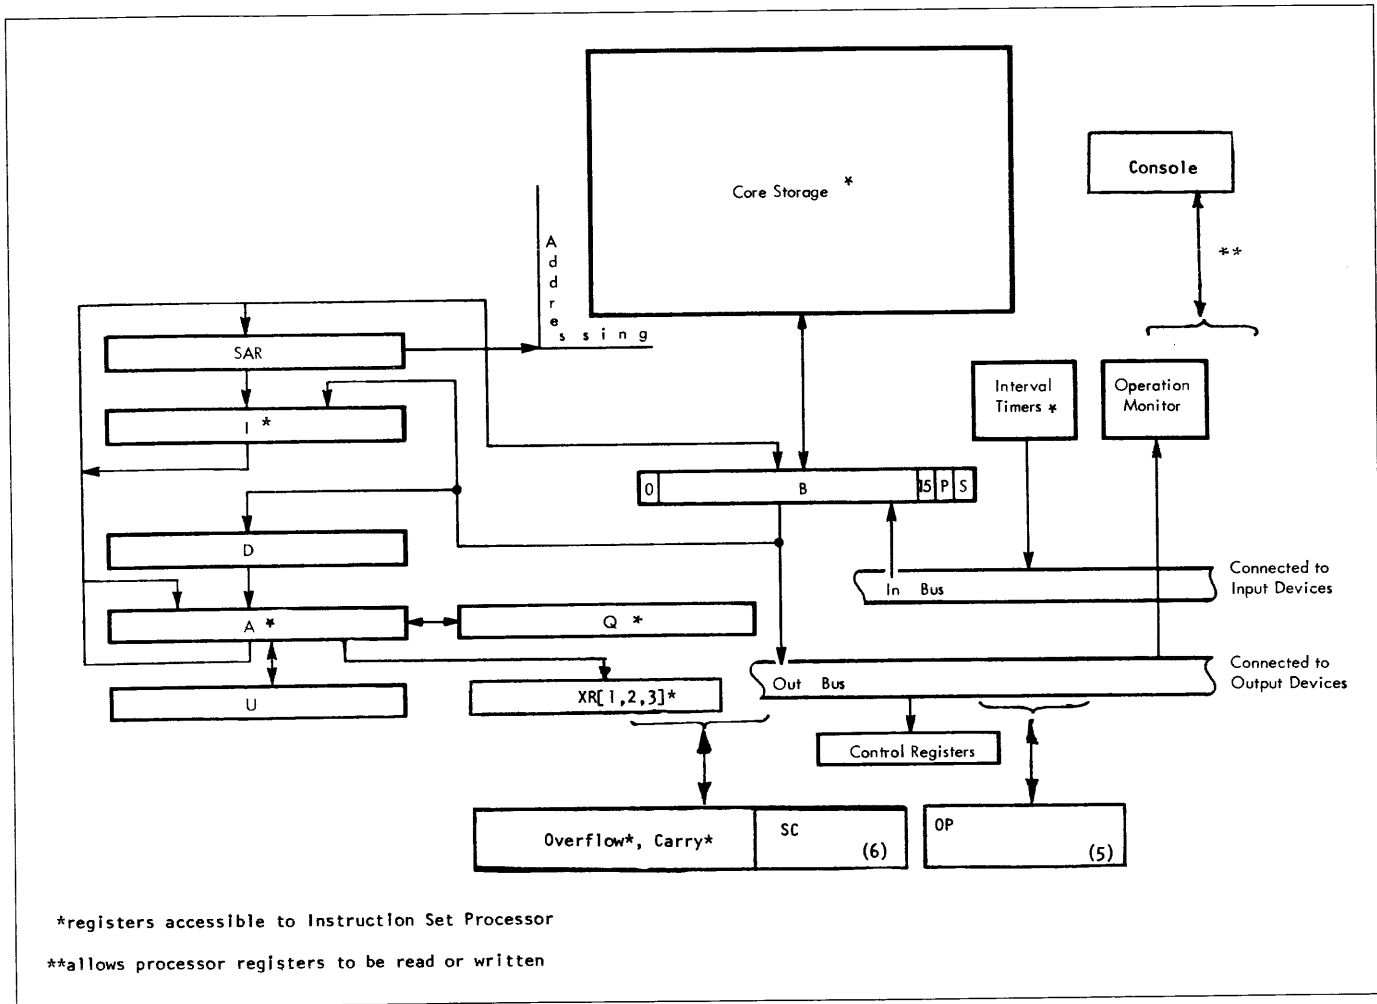 Core Storage *
Console
**
Addressing
SAR
I *
Interval
Timers *
Operation
Monitor
0 B 15 P S
D
In Bus
Connected to
Input Devices
A *
Q *
U
XR[1,2,3]*
Out Bus
Connected to
Output Devices
Control Registers
Overflow*, Carry*
SC
(6)
OP
(5)
*registers accessible to Instruction Set Processor
**allows processor registers to be read or written